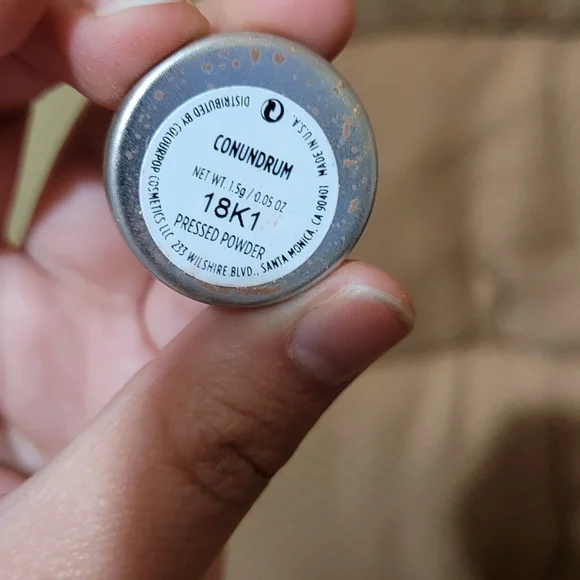 CONUNDRUM
NET WT. 1.5g / 0.05 OZ
18K1
PRESSED POWDER
DISTRIBUTED BY COLOURPOP COSMETICS LLC 233 WILSHIRE BLVD., SANTA MONICA, CA 90401 MADE IN U.S.A.